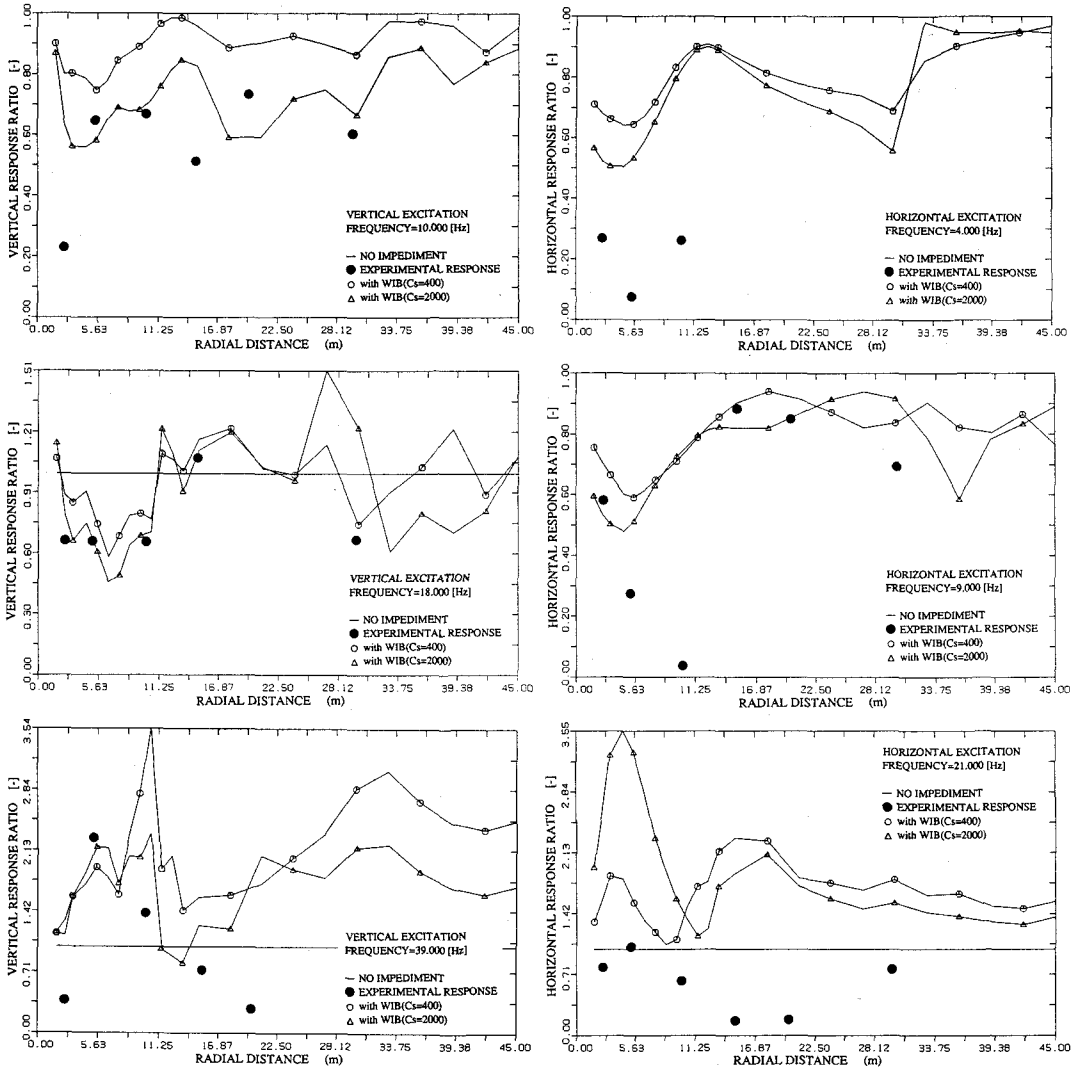 VERTICAL RESPONSE RATIO [-]
1.00
0.80
0.60
0.40
0.20
0.00
VERTICAL EXCITATION
FREQUENCY=10.000 [Hz]
NO IMPEDIMENT
EXPERIMENTAL RESPONSE
with WIB(Cs=400)
with WIB(Cs=2000)
0.00 5.63 11.25 16.87 22.50 28.12 33.75 39.38 45.00
RADIAL DISTANCE (m)
HORIZONTAL RESPONSE RATIO [-]
1.00
0.80
0.60
0.40
0.20
0.00
HORIZONTAL EXCITATION
FREQUENCY=4.000 [Hz]
NO IMPEDIMENT
EXPERIMENTAL RESPONSE
with WIB(Cs=400)
with WIB(Cs=2000)
0.00 5.63 11.25 16.87 22.50 28.12 33.75 39.38 45.00
RADIAL DISTANCE (m)
VERTICAL RESPONSE RATIO [-]
1.51
1.21
0.91
0.60
0.30
0.00
VERTICAL EXCITATION
FREQUENCY=18.000 [Hz]
NO IMPEDIMENT
EXPERIMENTAL RESPONSE
with WIB(Cs=400)
with WIB(Cs=2000)
0.00 5.63 11.25 16.87 22.50 28.12 33.75 39.38 45.00
RADIAL DISTANCE (m)
HORIZONTAL RESPONSE RATIO [-]
1.00
0.80
0.60
0.40
0.20
0.00
HORIZONTAL EXCITATION
FREQUENCY=9.000 [Hz]
NO IMPEDIMENT
EXPERIMENTAL RESPONSE
with WIB(Cs=400)
with WIB(Cs=2000)
0.00 5.63 11.25 16.87 22.50 28.12 33.75 39.38 45.00
RADIAL DISTANCE (m)
VERTICAL RESPONSE RATIO [-]
3.54
2.84
2.13
1.42
0.71
0.00
VERTICAL EXCITATION
FREQUENCY=39.000 [Hz]
NO IMPEDIMENT
EXPERIMENTAL RESPONSE
with WIB(Cs=400)
with WIB(Cs=2000)
0.00 5.63 11.25 16.87 22.50 28.12 33.75 39.38 45.00
RADIAL DISTANCE (m)
HORIZONTAL RESPONSE RATIO [-]
3.55
2.84
2.13
1.42
0.71
0.00
HORIZONTAL EXCITATION
FREQUENCY=21.000 [Hz]
NO IMPEDIMENT
EXPERIMENTAL RESPONSE
with WIB(Cs=400)
with WIB(Cs=2000)
0.00 5.63 11.25 16.87 22.50 28.12 33.75 39.38 45.00
RADIAL DISTANCE (m)